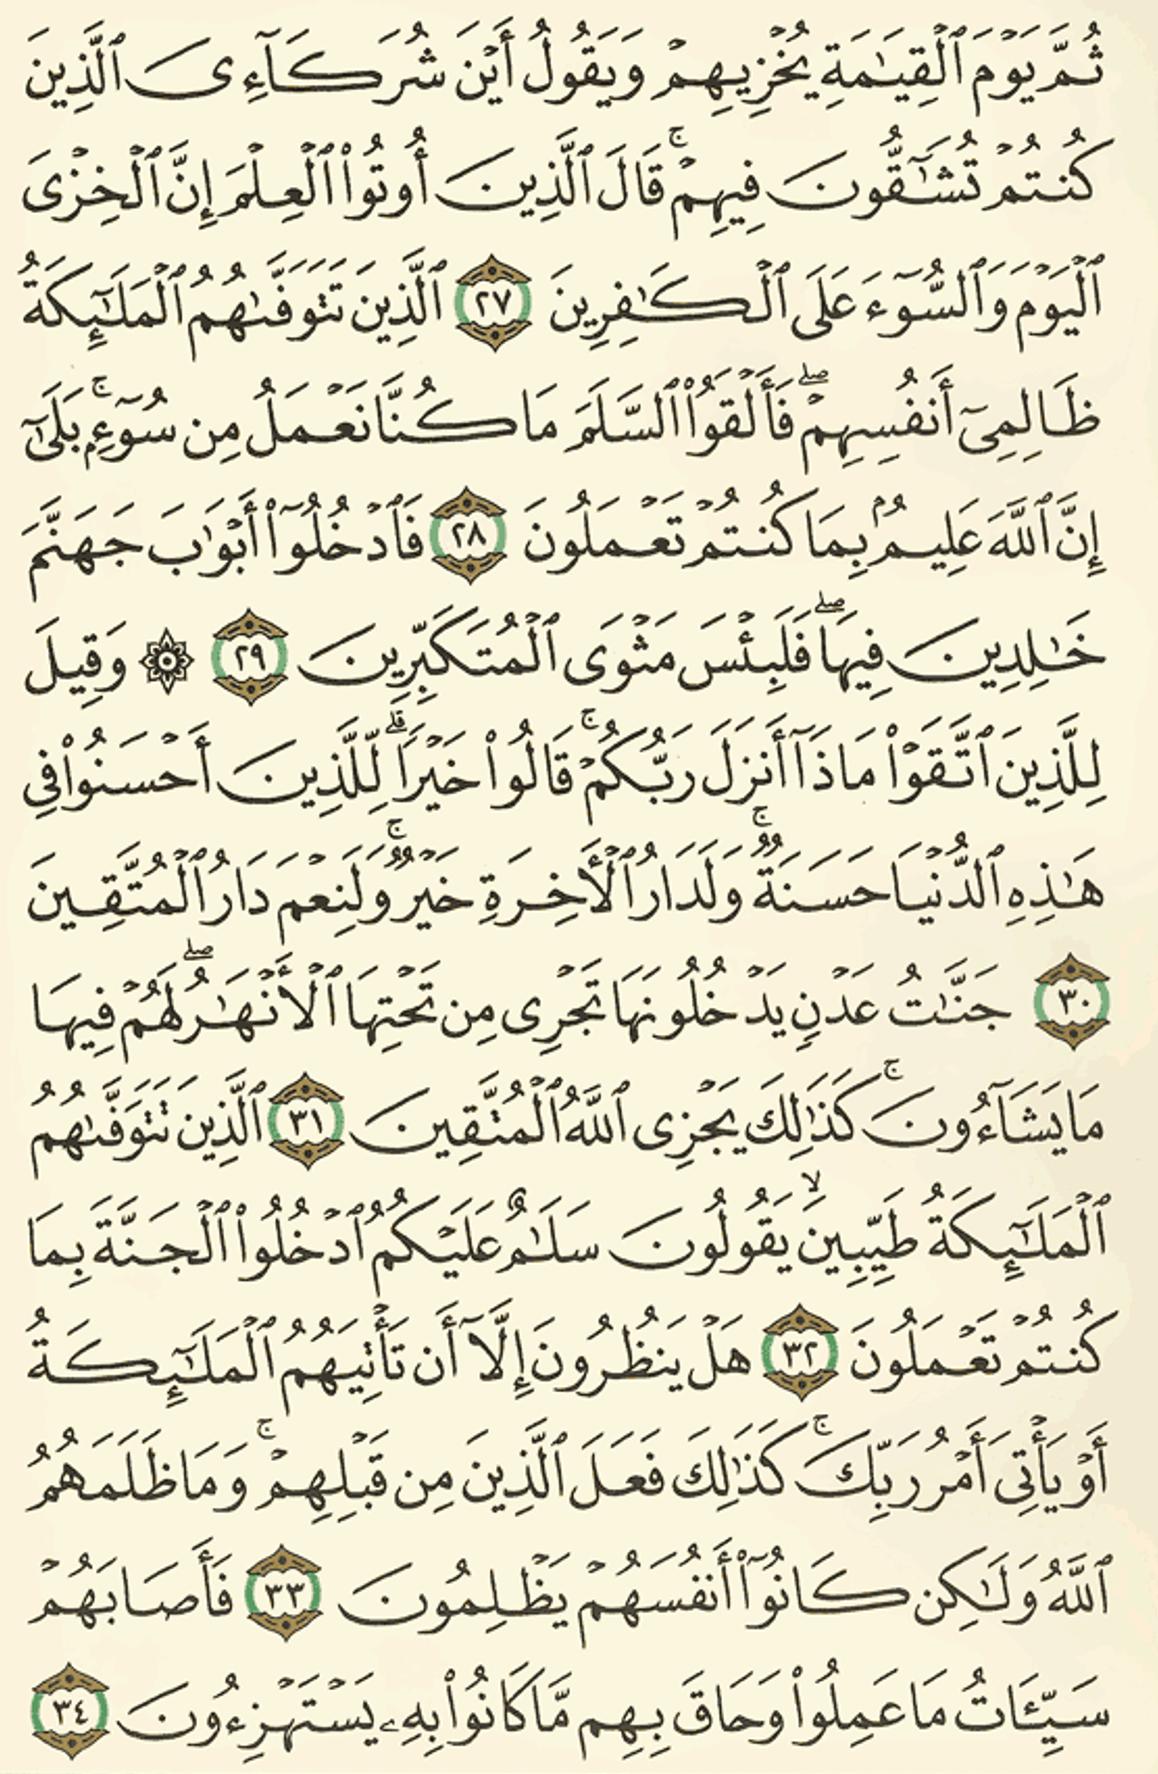 ثُمَّ يَوْمَ ٱلْقِيَـٰمَةِ يُخْزِيهِمْ وَيَقُولُ أَيْنَ شُرَكَآءِىَ ٱلَّذِينَ
كُنتُمْ تُشَـٰٓقُّونَ فِيهِمْ ۚ قَالَ ٱلَّذِينَ أُوتُوا۟ ٱلْعِلْمَ إِنَّ ٱلْخِزْىَ
ٱلْيَوْمَ وَٱلسُّوٓءَ عَلَى ٱلْكَـٰفِرِينَ ٢٧ ٱلَّذِينَ تَتَوَفَّىٰهُمُ ٱلْمَلَـٰٓئِكَةُ
ظَالِمِىٓ أَنفُسِهِمْ ۖ فَأَلْقَوُا۟ ٱلسَّلَمَ مَا كُنَّا نَعْمَلُ مِن سُوٓءٍۭ ۚ بَلَىٰٓ
إِنَّ ٱللَّهَ عَلِيمٌۢ بِمَا كُنتُمْ تَعْمَلُونَ ٢٨ فَٱدْخُلُوٓا۟ أَبْوَٰبَ جَهَنَّمَ
خَـٰلِدِينَ فِيهَا ۖ فَلَبِئْسَ مَثْوَى ٱلْمُتَكَبِّرِينَ ٢٩ ۞ وَقِيلَ
لِلَّذِينَ ٱتَّقَوْا۟ مَاذَآ أَنزَلَ رَبُّكُمْ ۚ قَالُوا۟ خَيْرًا ۗ لِّلَّذِينَ أَحْسَنُوا۟ فِى
هَـٰذِهِ ٱلدُّنْيَا حَسَنَةٌ ۚ وَلَدَارُ ٱلْـَٔاخِرَةِ خَيْرٌ ۚ وَلَنِعْمَ دَارُ ٱلْمُتَّقِينَ
٣٠ جَنَّـٰتُ عَدْنٍ يَدْخُلُونَهَا تَجْرِى مِن تَحْتِهَا ٱلْأَنْهَـٰرُ ۖ لَهُمْ فِيهَا
مَا يَشَآءُونَ ۚ كَذَٰلِكَ يَجْزِى ٱللَّهُ ٱلْمُتَّقِينَ ٣١ ٱلَّذِينَ تَتَوَفَّىٰهُمُ
ٱلْمَلَـٰٓئِكَةُ طَيِّبِينَ ۙ يَقُولُونَ سَلَـٰمٌ عَلَيْكُمُ ٱدْخُلُوا۟ ٱلْجَنَّةَ بِمَا
كُنتُمْ تَعْمَلُونَ ٣٢ هَلْ يَنظُرُونَ إِلَّآ أَن تَأْتِيَهُمُ ٱلْمَلَـٰٓئِكَةُ
أَوْ يَأْتِىَ أَمْرُ رَبِّكَ ۚ كَذَٰلِكَ فَعَلَ ٱلَّذِينَ مِن قَبْلِهِمْ ۚ وَمَا ظَلَمَهُمُ
ٱللَّهُ وَلَـٰكِن كَانُوٓا۟ أَنفُسَهُمْ يَظْلِمُونَ ٣٣ فَأَصَابَهُمْ
سَيِّـَٔاتُ مَا عَمِلُوا۟ وَحَاقَ بِهِم مَّا كَانُوا۟ بِهِۦ يَسْتَهْزِءُونَ ٣٤